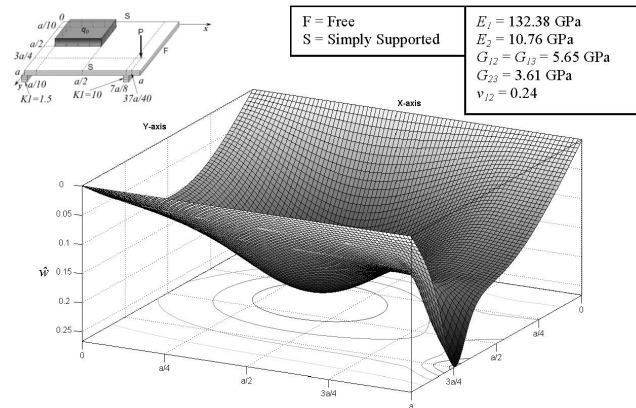 0
S
x
a/10
q₀
P
a/2
F
3a/4
S
a
y
a/10
a/2
7a/8
a
K1=1.5
K1=10
37a/40
F = Free
S = Simply Supported
E₁ = 132.38 GPa
E₂ = 10.76 GPa
G₁₂ = G₁₃ = 5.65 GPa
G₂₃ = 3.61 GPa
ν₁₂ = 0.24
X-axis
Y-axis
0
0.05
0.1
0.15
0.2
0.25
ŵ
0
a/4
a/2
3a/4
a
3a/4
a/2
a/4
0